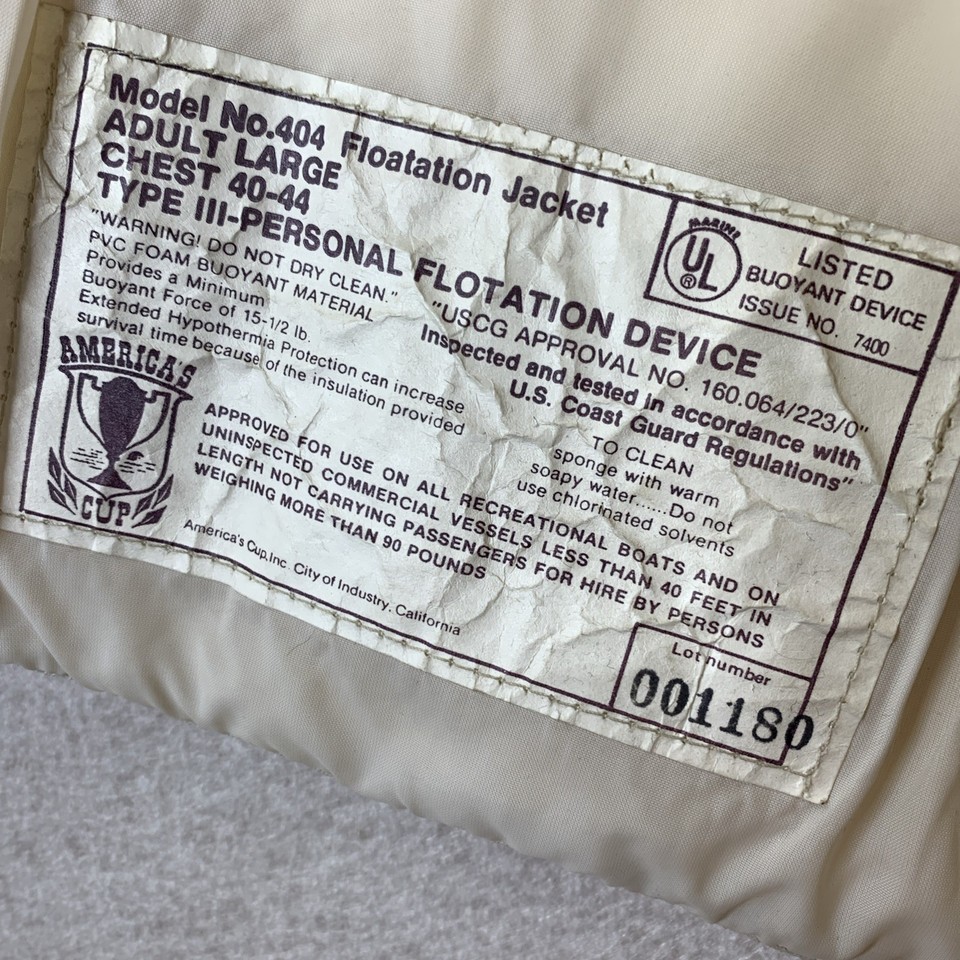 Model No.404 Floatation Jacket
ADULT LARGE
CHEST 40-44
TYPE III-PERSONAL FLOTATION DEVICE
"WARNING! DO NOT DRY CLEAN."
PVC FOAM BUOYANT MATERIAL
Provides a Minimum
Buoyant Force of 15-1/2 lb.
Extended Hypothermia Protection can increase
survival time because of the insulation provided
MARINE
UL
®
LISTED
BUOYANT DEVICE
ISSUE NO. 7400
"USCG APPROVAL NO. 160.064/223/0"
Inspected and tested in accordance with
U.S. Coast Guard Regulations"
TO CLEAN
sponge with warm
soapy water......Do not
use chlorinated solvents
AMERICA'S
CUP
APPROVED FOR USE ON ALL RECREATIONAL BOATS AND ON
UNINSPECTED COMMERCIAL VESSELS LESS THAN 40 FEET IN
LENGTH NOT CARRYING PASSENGERS FOR HIRE BY PERSONS
WEIGHING MORE THAN 90 POUNDS
America's Cup, Inc. City of Industry, California
Lot number
001180